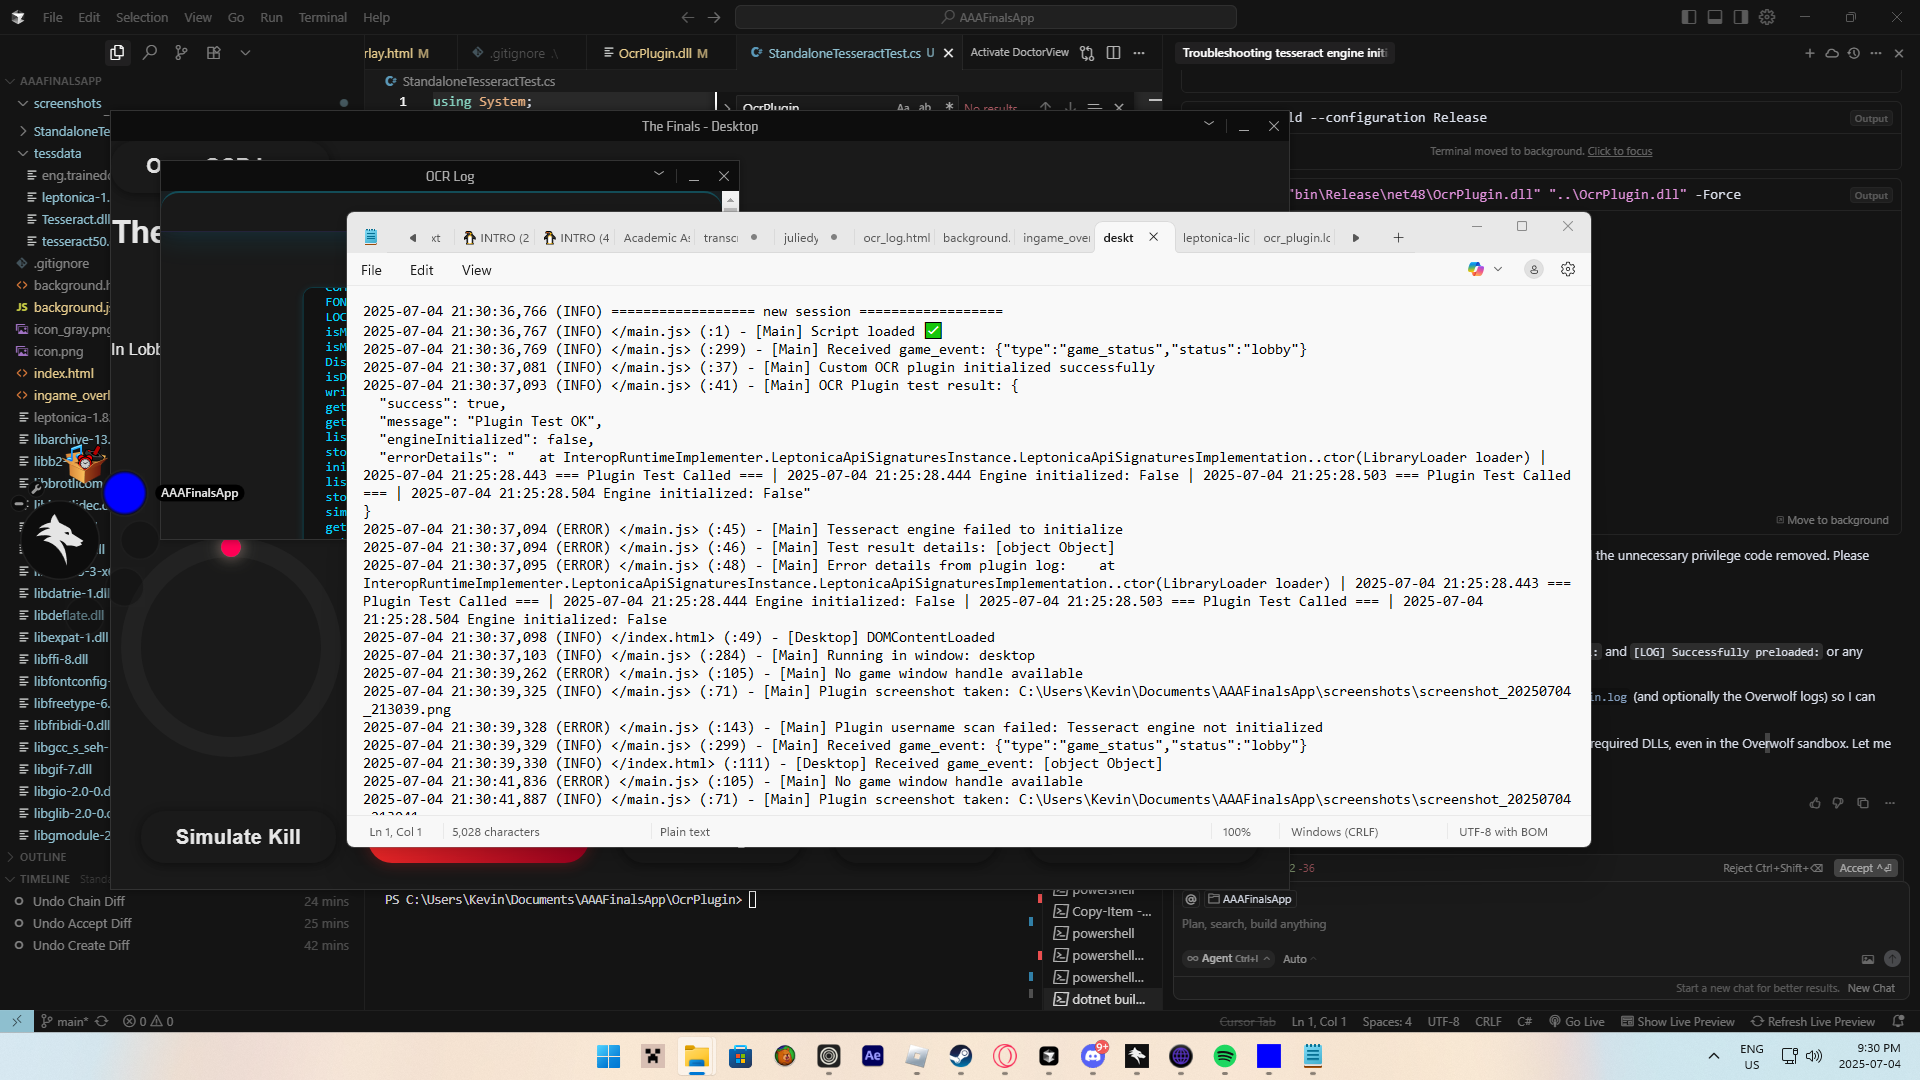 File Edit Selection View Go Run Terminal Help
AAAFinalsApp
rlay.html M
.gitignore
OcrPlugin.dll M
StandaloneTesseractTest.cs U
Activate DoctorView
Troubleshooting tesseract engine initi
AAAFINALSAPP
StandaloneTesseractTest.cs
screenshots
1 using System;
OcrPlugin
No results
ld --configuration Release
Output
StandaloneTe
The Finals - Desktop
tessdata
Terminal moved to background. Click to focus
eng.traine
OCR Log
leptonica-1.
"bin\Release\net48\OcrPlugin.dll" "..\OcrPlugin.dll" -Force
Output
Tesseract.dll
tesseract50.
The
xt
INTRO (2
INTRO (4
Academic As
transc
juliedy
ocr_log.html
background.
ingame_over
deskt
leptonica-lic
ocr_plugin.lo
.gitignore
File Edit View
background.h
background.js
icon_gray.png
icon.png
In Lobb
index.html
ingame_overl
leptonica-1.8
libarchive-13.
libb2-
libbrotlicom
AAAFinalsApp
FON
LOC
isM
isM
Dis
isD
wri
get
get
lis
sto
ini
lis
sto
sim
get
2025-07-04 21:30:36,766 (INFO) ================== new session ==================
2025-07-04 21:30:36,767 (INFO) </main.js> (:1) - [Main] Script loaded ✅
2025-07-04 21:30:36,769 (INFO) </main.js> (:299) - [Main] Received game_event: {"type":"game_status","status":"lobby"}
2025-07-04 21:30:37,081 (INFO) </main.js> (:37) - [Main] Custom OCR plugin initialized successfully
2025-07-04 21:30:37,093 (INFO) </main.js> (:41) - [Main] OCR Plugin test result: {
"success": true,
"message": "Plugin Test OK",
"engineInitialized": false,
"errorDetails": "   at InteropRuntimeImplementer.LeptonicaApiSignaturesInstance.LeptonicaApiSignaturesImplementation..ctor(LibraryLoader loader) |
2025-07-04 21:25:28.443 === Plugin Test Called === | 2025-07-04 21:25:28.444 Engine initialized: False | 2025-07-04 21:25:28.503 === Plugin Test Called
=== | 2025-07-04 21:25:28.504 Engine initialized: False"
}
2025-07-04 21:30:37,094 (ERROR) </main.js> (:45) - [Main] Tesseract engine failed to initialize
2025-07-04 21:30:37,094 (ERROR) </main.js> (:46) - [Main] Test result details: [object Object]
2025-07-04 21:30:37,095 (ERROR) </main.js> (:48) - [Main] Error details from plugin log:    at
InteropRuntimeImplementer.LeptonicaApiSignaturesInstance.LeptonicaApiSignaturesImplementation..ctor(LibraryLoader loader) | 2025-07-04 21:25:28.443 ===
Plugin Test Called === | 2025-07-04 21:25:28.444 Engine initialized: False | 2025-07-04 21:25:28.503 === Plugin Test Called === | 2025-07-04
21:25:28.504 Engine initialized: False
2025-07-04 21:30:37,098 (INFO) </index.html> (:49) - [Desktop] DOMContentLoaded
2025-07-04 21:30:37,103 (INFO) </main.js> (:284) - [Main] Running in window: desktop
2025-07-04 21:30:39,262 (ERROR) </main.js> (:105) - [Main] No game window handle available
2025-07-04 21:30:39,325 (INFO) </main.js> (:71) - [Main] Plugin screenshot taken: C:\Users\Kevin\Documents\AAAFinalsApp\screenshots\screenshot_20250704
_213039.png
2025-07-04 21:30:39,328 (ERROR) </main.js> (:143) - [Main] Plugin username scan failed: Tesseract engine not initialized
2025-07-04 21:30:39,329 (INFO) </main.js> (:299) - [Main] Received game_event: {"type":"game_status","status":"lobby"}
2025-07-04 21:30:39,330 (INFO) </index.html> (:111) - [Desktop] Received game_event: [object Object]
2025-07-04 21:30:41,836 (ERROR) </main.js> (:105) - [Main] No game window handle available
2025-07-04 21:30:41,887 (INFO) </main.js> (:71) - [Main] Plugin screenshot taken: C:\Users\Kevin\Documents\AAAFinalsApp\screenshots\screenshot_20250704
Ln 1, Col 1
5,028 characters
Plain text
100%
Windows (CRLF)
UTF-8 with BOM
Move to background
d the unnecessary privilege code removed. Please
: and [LOG] Successfully preloaded: or any
in.log (and optionally the Overwolf logs) so I can
required DLLs, even in the Overwolf sandbox. Let me
libdatrie-1.dll
libdeflate.dll
libexpat-1.dll
libffi-8.dll
libfontconfig-
libfreetype-6.
libfribidi-0.dll
libgcc_s_seh-
libgif-7.dll
libgio-2.0-0.d
libglib-2.0-0.c
libgmodule-2
Simulate Kill
OUTLINE
TIMELINE Standa
Undo Chain Diff 24 mins
Undo Accept Diff 25 mins
Undo Create Diff 42 mins
PS C:\Users\Kevin\Documents\AAAFinalsApp\OcrPlugin>
powershell
Copy-Item -...
powershell
powershell...
powershell...
dotnet buil...
2 -36
Reject Ctrl+Shift+⌫
Accept ^⏎
@ AAAFinalsApp
Plan, search, build anything
∞ Agent Ctrl+I
Auto
Start a new chat for better results. New Chat
main*
0 0
Cursor Tab
Ln 1, Col 1
Spaces: 4
UTF-8
CRLF
C#
Go Live
Show Live Preview
Refresh Live Preview
Ae
9+
ENG
US
9:30 PM
2025-07-04